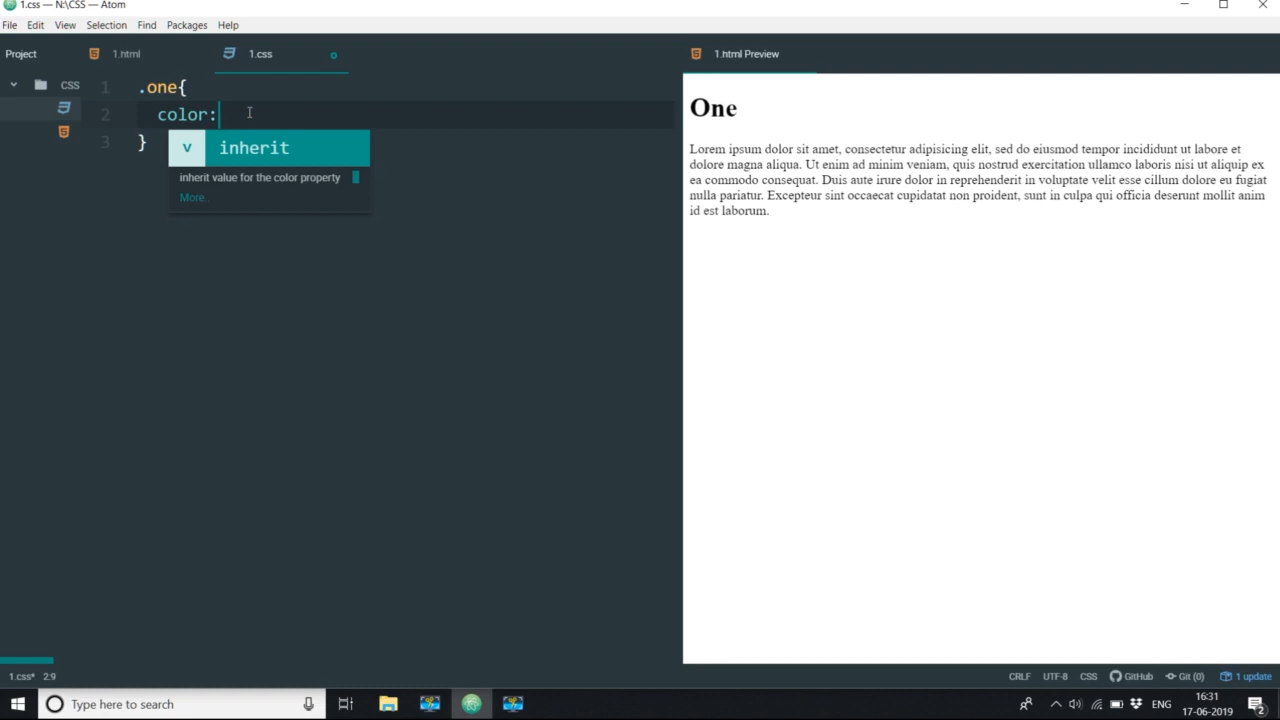 1.css — N:\CSS — Atom
File Edit View Selection Find Packages Help
Project 1.html 1.css 1.html Preview
CSS
1 .one{
2 color:
3 }
v inherit
inherit value for the color property
More..
One
Lorem ipsum dolor sit amet, consectetur adipisicing elit, sed do eiusmod tempor incididunt ut labore et
dolore magna aliqua. Ut enim ad minim veniam, quis nostrud exercitation ullamco laboris nisi ut aliquip ex
ea commodo consequat. Duis aute irure dolor in reprehenderit in voluptate velit esse cillum dolore eu fugiat
nulla pariatur. Excepteur sint occaecat cupidatat non proident, sunt in culpa qui officia deserunt mollit anim
id est laborum.
1.css* 2:9 CRLF UTF-8 CSS GitHub Git (0) 1 update
Type here to search ENG 16:31
17-06-2019 2